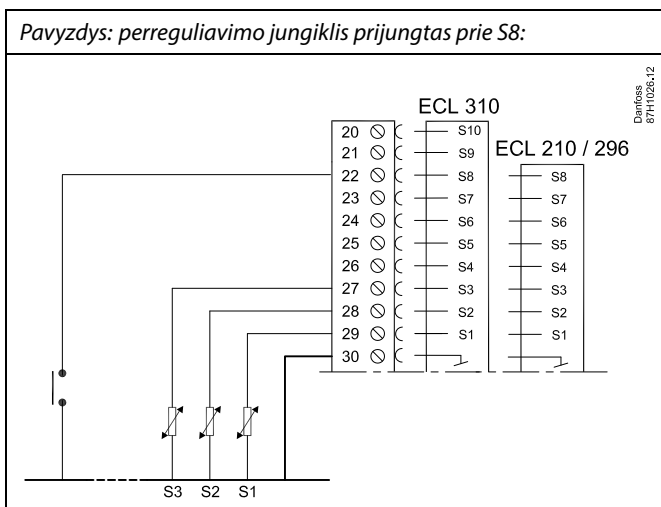 Pavyzdys: perreguliavimo jungiklis prijungtas prie S8:
Danfoss
87H1026.12
ECL 310
ECL 210 / 296
20 S10
21 S9
22 S8 S8
23 S7 S7
24 S6 S6
25 S5 S5
26 S4 S4
27 S3 S3
28 S2 S2
29 S1 S1
30
S3 S2 S1